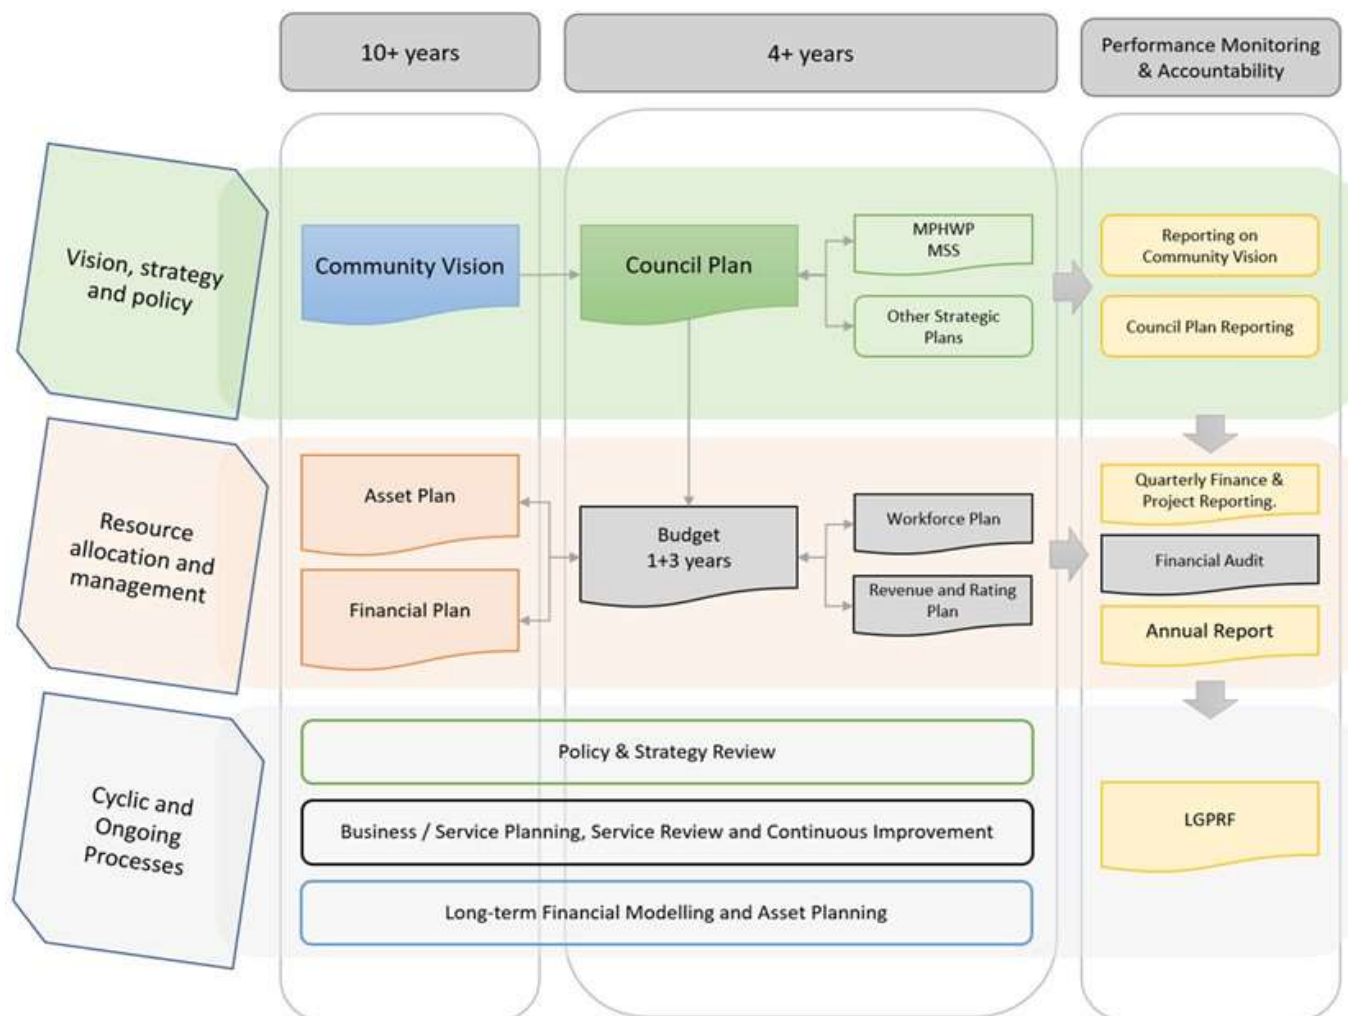 10+ years
4+ years
Performance Monitoring
& Accountability
Vision, strategy
and policy
Community Vision
Council Plan
MPHWP
MSS
Other Strategic
Plans
Reporting on
Community Vision
Council Plan Reporting
Resource
allocation and
management
Asset Plan
Financial Plan
Budget
1+3 years
Workforce Plan
Revenue and Rating
Plan
Quarterly Finance &
Project Reporting.
Financial Audit
Annual Report
Cyclic and
Ongoing
Processes
Policy & Strategy Review
Business / Service Planning, Service Review and Continuous Improvement
Long-term Financial Modelling and Asset Planning
LGPRF